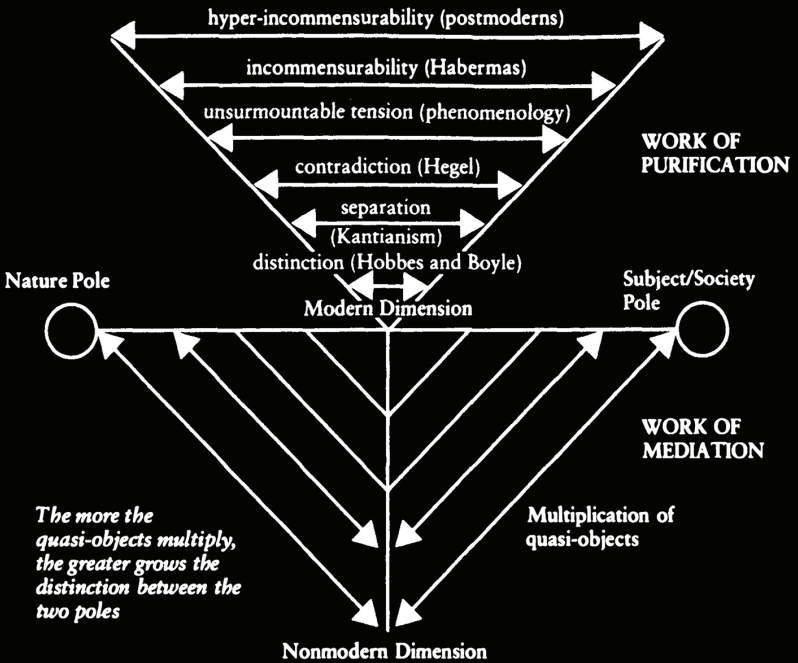 hyper-incommensurability (postmoderns)
incommensurability (Habermas)
unsurmountable tension (phenomenology)
WORK OF
PURIFICATION
contradiction (Hegel)
separation
(Kantianism)
distinction (Hobbes and Boyle)
Nature Pole
Subject/Society
Pole
Modern Dimension
WORK OF
MEDIATION
The more the
quasi-objects multiply,
the greater grows the
distinction between the
two poles
Multiplication of
quasi-objects
Nonmodern Dimension